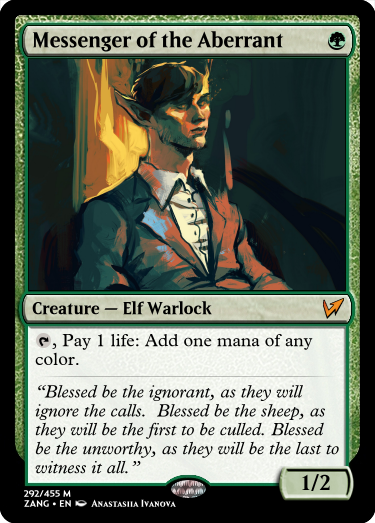 Messenger of the Aberrant
Creature — Elf Warlock
, Pay 1 life: Add one mana of any
color.
“Blessed be the ignorant, as they will
ignore the calls.  Blessed be the sheep, as
they will be the first to be culled. Blessed
be the unworthy, as they will be the last to
witness it all.”
1/2
292/455 M
ZANG • EN Anastasiia Ivanova